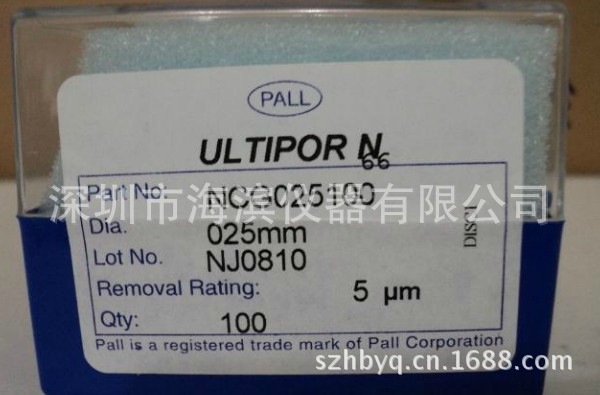 PALL
ULTIPOR N66
Part No. NCG025100
深圳市海滨仪器有限公司
Dia. 025mm
Lot No. NJ0810
Removal Rating: 5 µm
Qty: 100
Pall is a registered trade mark of Pall Corporation
szhbyq.cn.1688.com